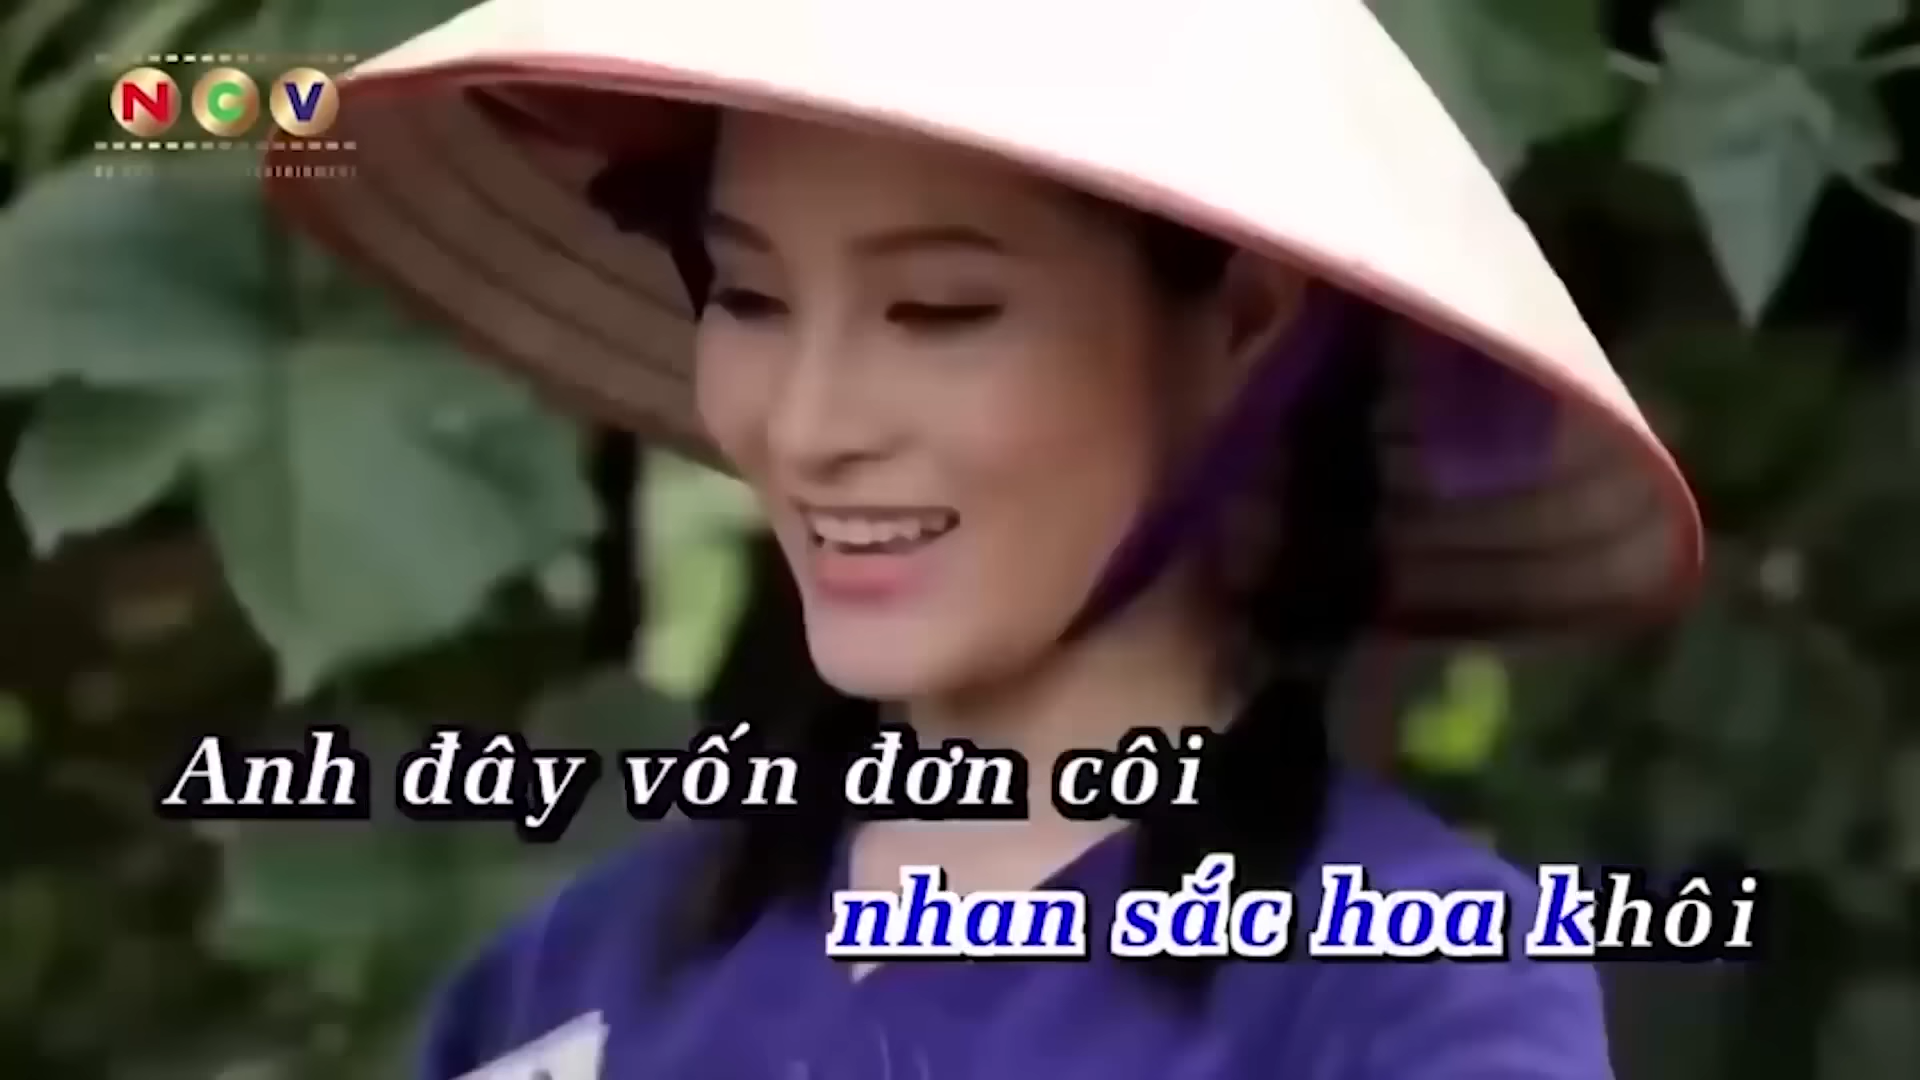 NCV
Anh đây vốn đơn côi
nhan sắc hoa khôi